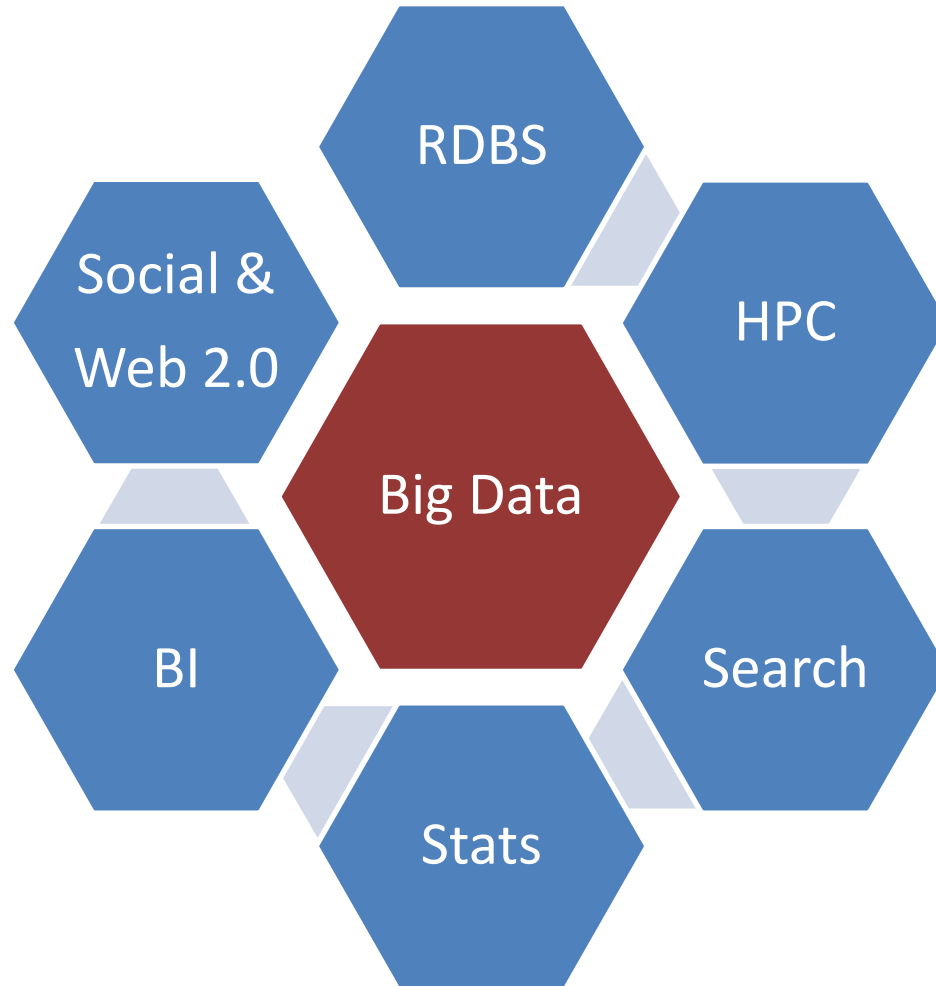 RDBS
Social &
Web 2.0
HPC
Big Data
BI
Search
Stats